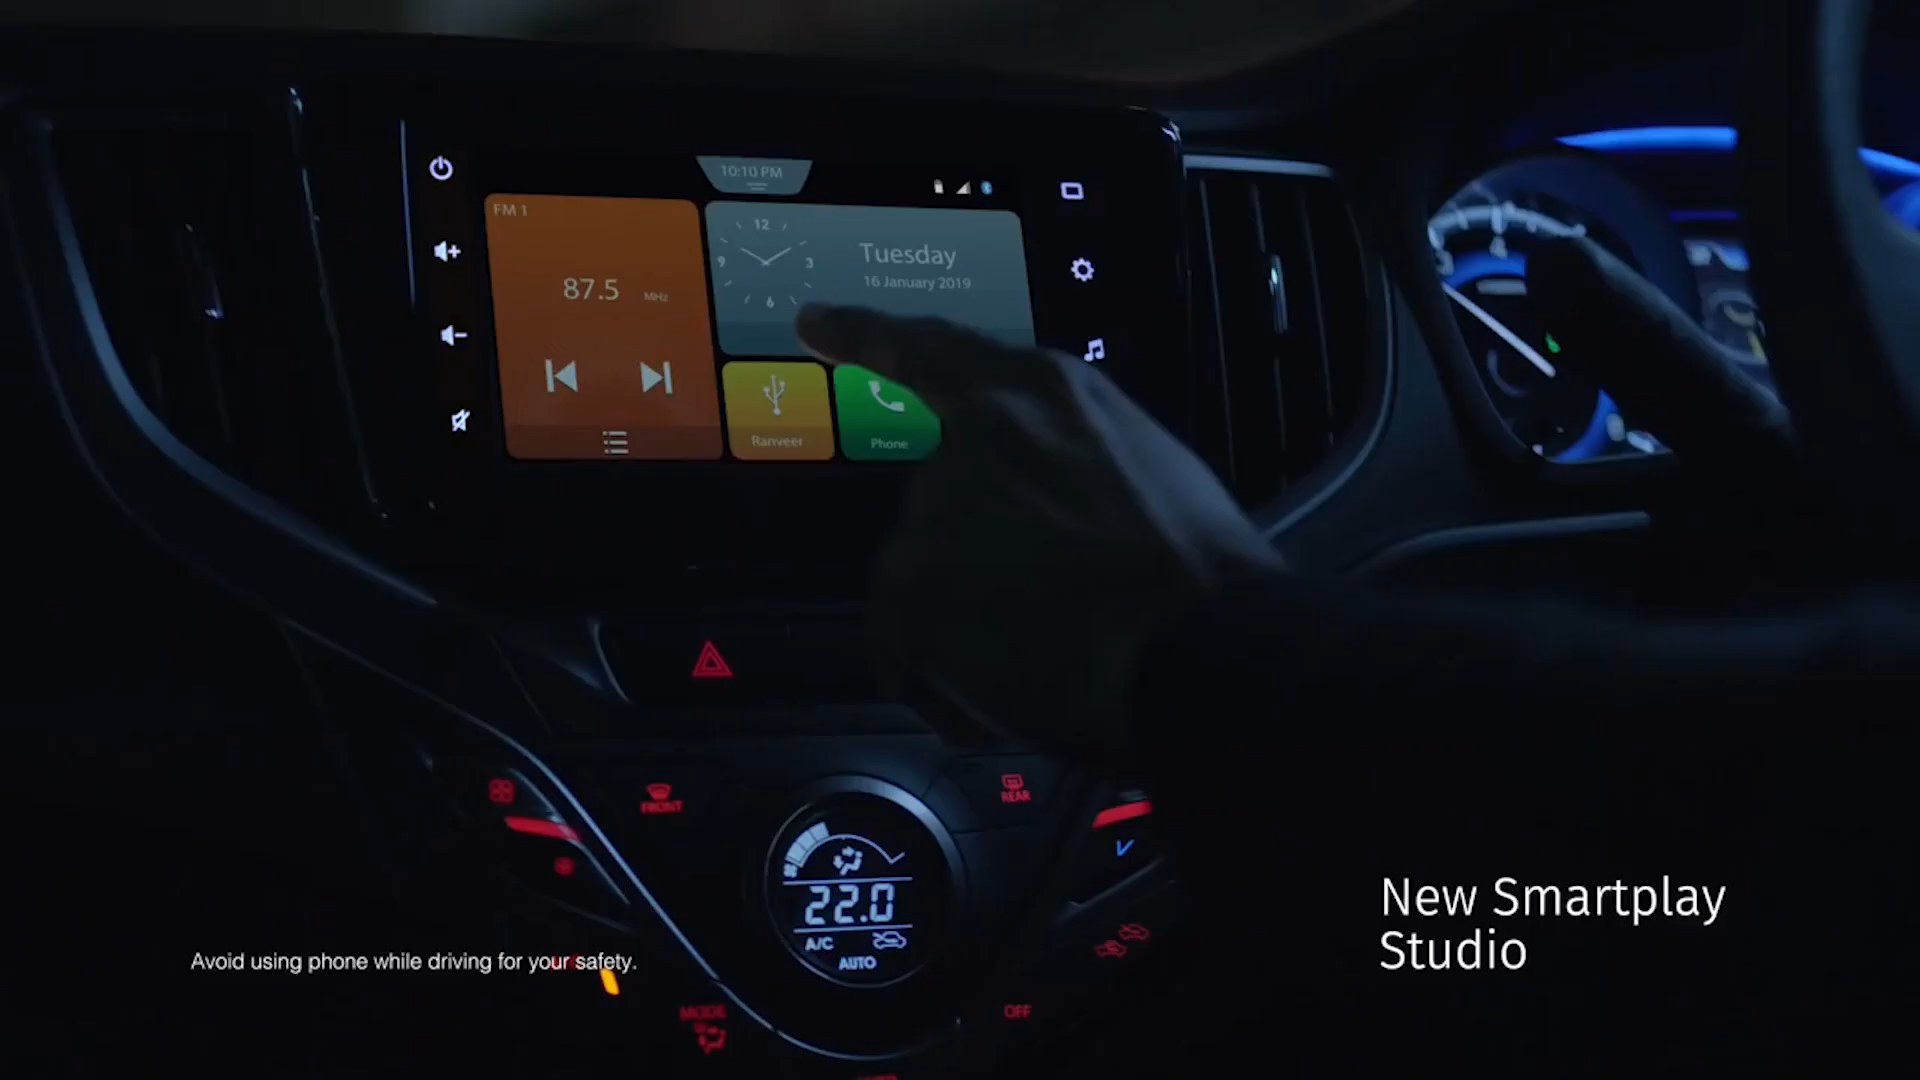 10:10 PM
FM 1
87.5 MHz
12
9
3
6
Tuesday
16 January 2019
Ranveer
Phone
4
FRONT
REAR
22.0
A/C
AUTO
MODE
OFF
New Smartplay
Studio
Avoid using phone while driving for your safety.